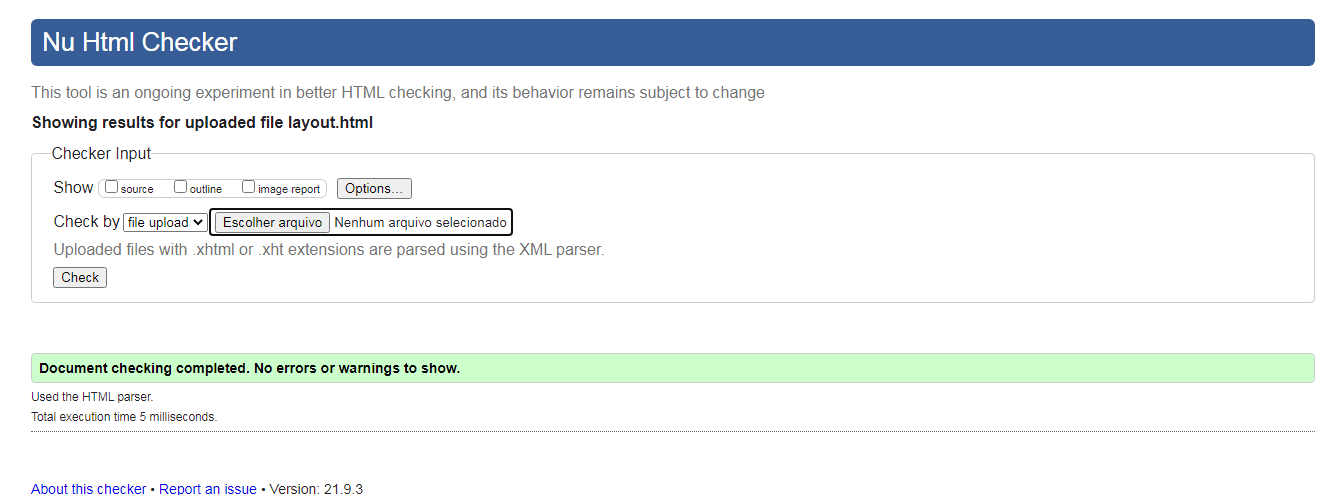 Nu Html Checker
This tool is an ongoing experiment in better HTML checking, and its behavior remains subject to change
Showing results for uploaded file layout.html
Checker Input
Show source outline image report Options...
Check by file upload Escolher arquivo Nenhum arquivo selecionado
Uploaded files with .xhtml or .xht extensions are parsed using the XML parser.
Check
Document checking completed. No errors or warnings to show.
Used the HTML parser.
Total execution time 5 milliseconds.
About this checker • Report an issue • Version: 21.9.3